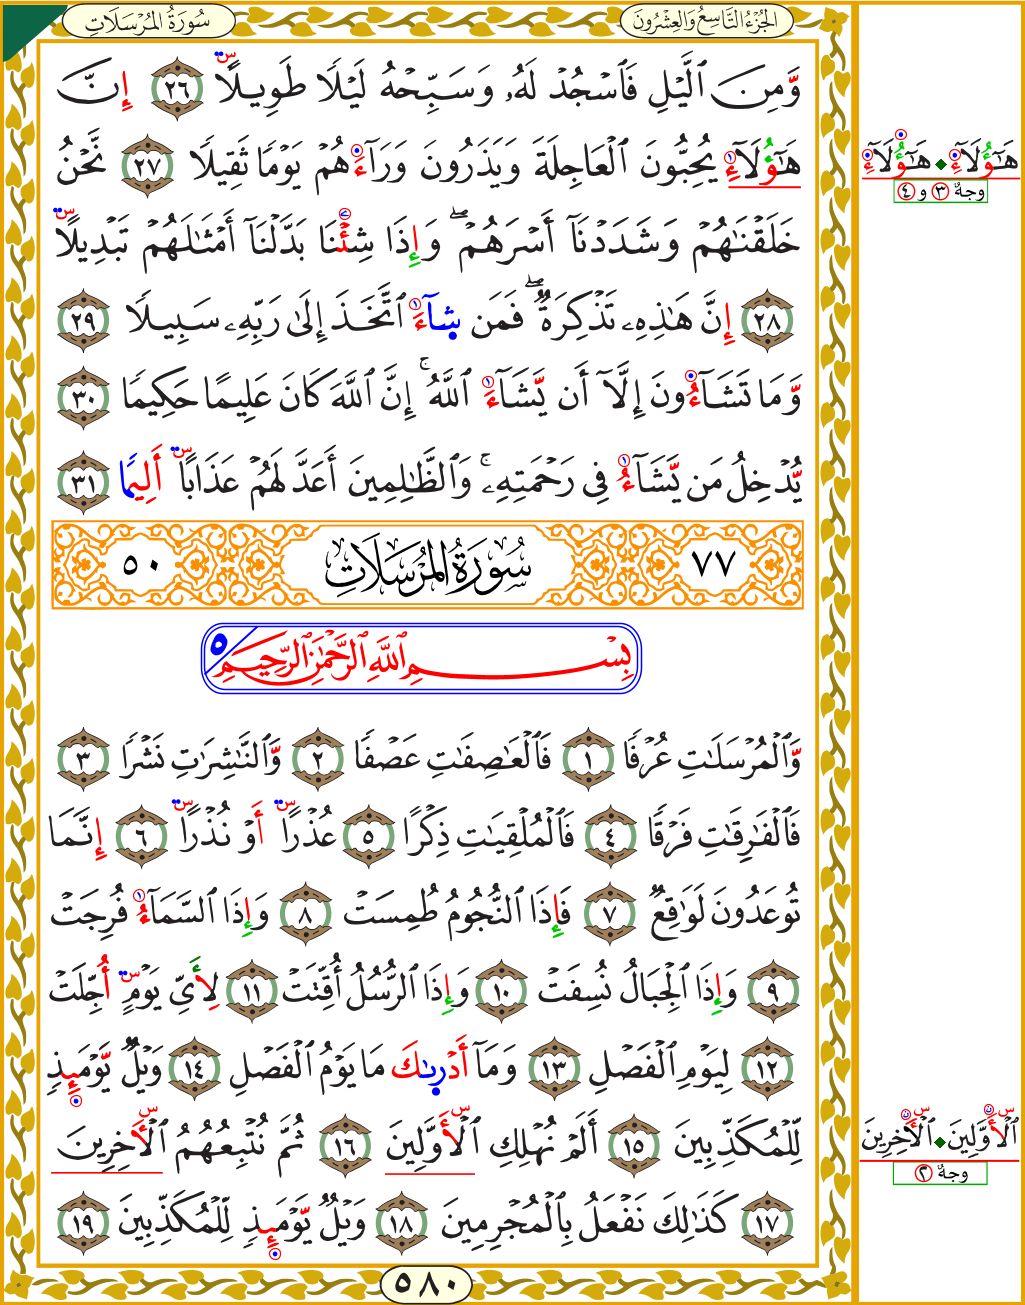 الجُزْءُ التَّاسِعُ وَالعِشْرُونَ
سُورَةُ المُرْسَلَاتِ
وَّمِنَ ٱلَّيْلِ فَٱسْجُدْ لَهُۥ وَسَبِّحْهُ لَيْلًا طَوِيلًا ٢٦ إِنَّ
هَٰٓؤُلَآءِ يُحِبُّونَ ٱلْعَاجِلَةَ وَيَذَرُونَ وَرَآءَهُمْ يَوْمًا ثَقِيلًا ٢٧ نَّحْنُ
خَلَقْنَٰهُمْ وَشَدَدْنَآ أَسْرَهُمْ ۖ وَإِذَا شِئْنَا بَدَّلْنَآ أَمْثَٰلَهُمْ تَبْدِيلًا
٢٨ إِنَّ هَٰذِهِۦ تَذْكِرَةٌ ۖ فَمَن شَآءَ ٱتَّخَذَ إِلَىٰ رَبِّهِۦ سَبِيلًا ٢٩
وَّمَا تَشَآءُونَ إِلَّآ أَن يَّشَآءَ ٱللَّهُ ۚ إِنَّ ٱللَّهَ كَانَ عَلِيمًا حَكِيمًا ٣٠
يُّدْخِلُ مَن يَّشَآءُ فِى رَحْمَتِهِۦ ۚ وَٱلظَّٰلِمِينَ أَعَدَّ لَهُمْ عَذَابًا أَلِيمًا ٣١
٧٧ سُورَةُ المُرْسَلَاتِ ٥٠
بِسْمِ ٱللَّهِ ٱلرَّحْمَٰنِ ٱلرَّحِيمِ ٥
وَّٱلْمُرْسَلَٰتِ عُرْفًا ١ فَٱلْعَٰصِفَٰتِ عَصْفًا ٢ وَّٱلنَّٰشِرَٰتِ نَشْرًا ٣
فَٱلْفَٰرِقَٰتِ فَرْقًا ٤ فَٱلْمُلْقِيَٰتِ ذِكْرًا ٥ عُذْرًا أَوْ نُذْرًا ٦ إِنَّمَا
تُوعَدُونَ لَوَٰقِعٌ ٧ فَإِذَا ٱلنُّجُومُ طُمِسَتْ ٨ وَإِذَا ٱلسَّمَآءُ فُرِجَتْ
٩ وَإِذَا ٱلْجِبَالُ نُسِفَتْ ١٠ وَإِذَا ٱلرُّسُلُ أُقِّتَتْ ١١ لِأَىِّ يَوْمٍ أُجِّلَتْ
١٢ لِيَوْمِ ٱلْفَصْلِ ١٣ وَمَآ أَدْرَىٰكَ مَا يَوْمُ ٱلْفَصْلِ ١٤ وَيْلٌ يَّوْمَئِذٍ
لِّلْمُكَذِّبِينَ ١٥ أَلَمْ نُهْلِكِ ٱلْأَوَّلِينَ ١٦ ثُمَّ نُتْبِعُهُمُ ٱلْأَخِرِينَ
١٧ كَذَٰلِكَ نَفْعَلُ بِٱلْمُجْرِمِينَ ١٨ وَيْلٌ يَّوْمَئِذٍ لِّلْمُكَذِّبِينَ ١٩
٥٨٠
هَٰٓؤُلَآءِ ◆ هَٰٓؤُلَآءِ
وجهٌ ٣ و ٤
ٱلْأَوَّلِينَ ◆ ٱلْأَخِرِينَ
وجهٌ ٢